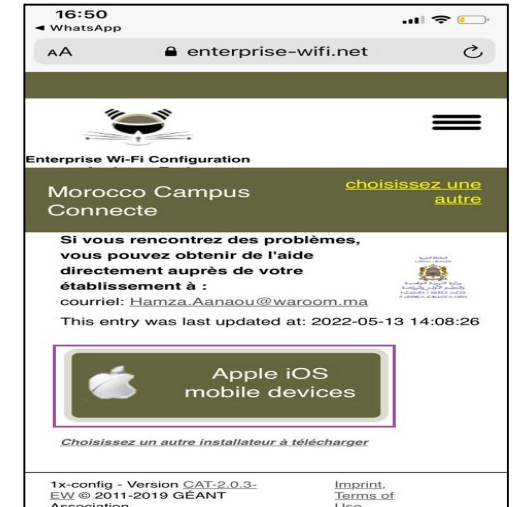 16:50
◄ WhatsApp
AA enterprise-wifi.net
Enterprise Wi-Fi Configuration
Morocco Campus
Connecte
choisissez une
autre
Si vous rencontrez des problèmes,
vous pouvez obtenir de l'aide
directement auprès de votre
établissement à :
courriel: Hamza.Aanaou@waroom.ma
This entry was last updated at: 2022-05-13 14:08:26
Apple iOS
mobile devices
Choisissez un autre installateur à télécharger
1x-config - Version CAT-2.0.3-
EW © 2011-2019 GÉANT
Association
Imprint,
Terms of
Use